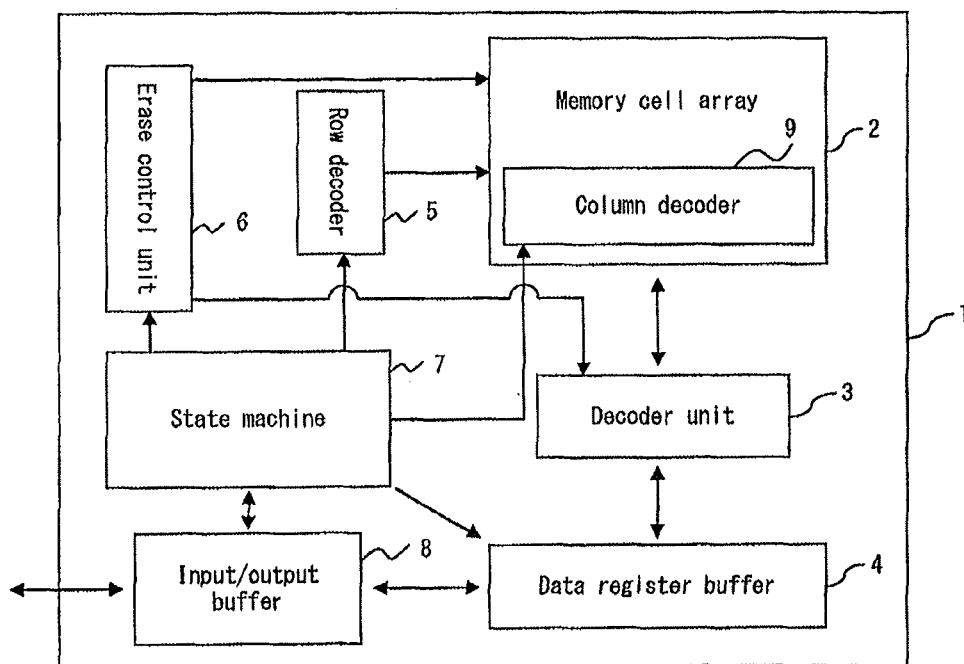 Erase control unit
6
Row decoder
5
Memory cell array
2
9
Column decoder
1
State machine
7
Decoder unit
3
Input/output
buffer
8
Data register buffer
4